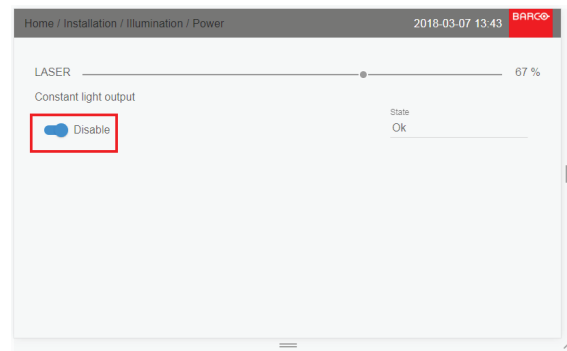 Home / Installation / Illumination / Power 2018-03-07 13:43 BARCO
LASER 67 %
Constant light output
State
Disable Ok